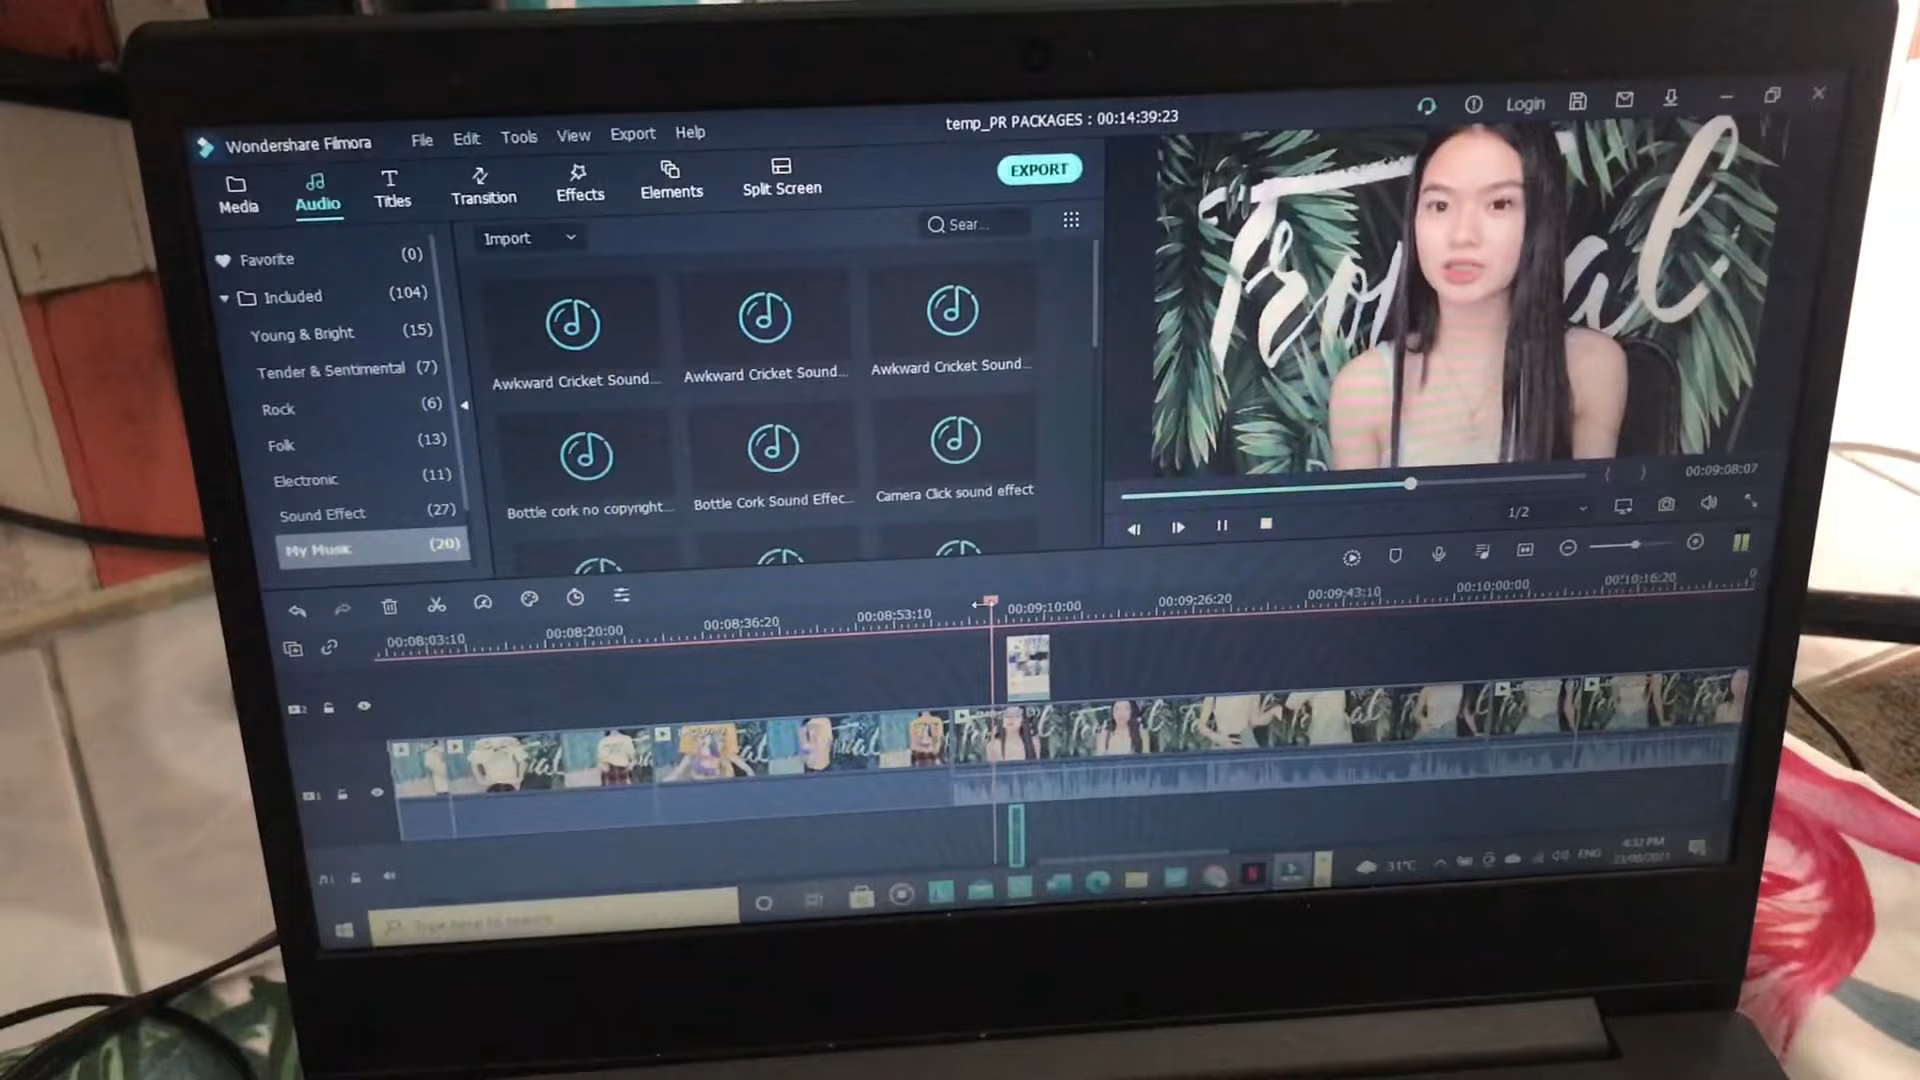 temp_PR PACKAGES : 00:14:39:23
Login
Wondershare Filmora
File Edit Tools View Export Help
Media Audio Titles Transition Effects Elements Split Screen
EXPORT
Import
Sear...
Favorite (0)
Included (104)
Young & Bright (15)
Tender & Sentimental (7)
Rock (6)
Folk (13)
Electronic (11)
Sound Effect (27)
My Music (20)
Awkward Cricket Sound... Awkward Cricket Sound... Awkward Cricket Sound...
Bottle cork no copyright... Bottle Cork Sound Effec... Camera Click sound effect
Tropical
00:09:08:07
1/2
00:08:03:10 00:08:20:00 00:08:36:20 00:08:53:10 00:09:10:00 00:09:26:20 00:09:43:10 00:10:00:00 00:10:16:20 0
Type here to search
31°C
ENG
4:32 PM